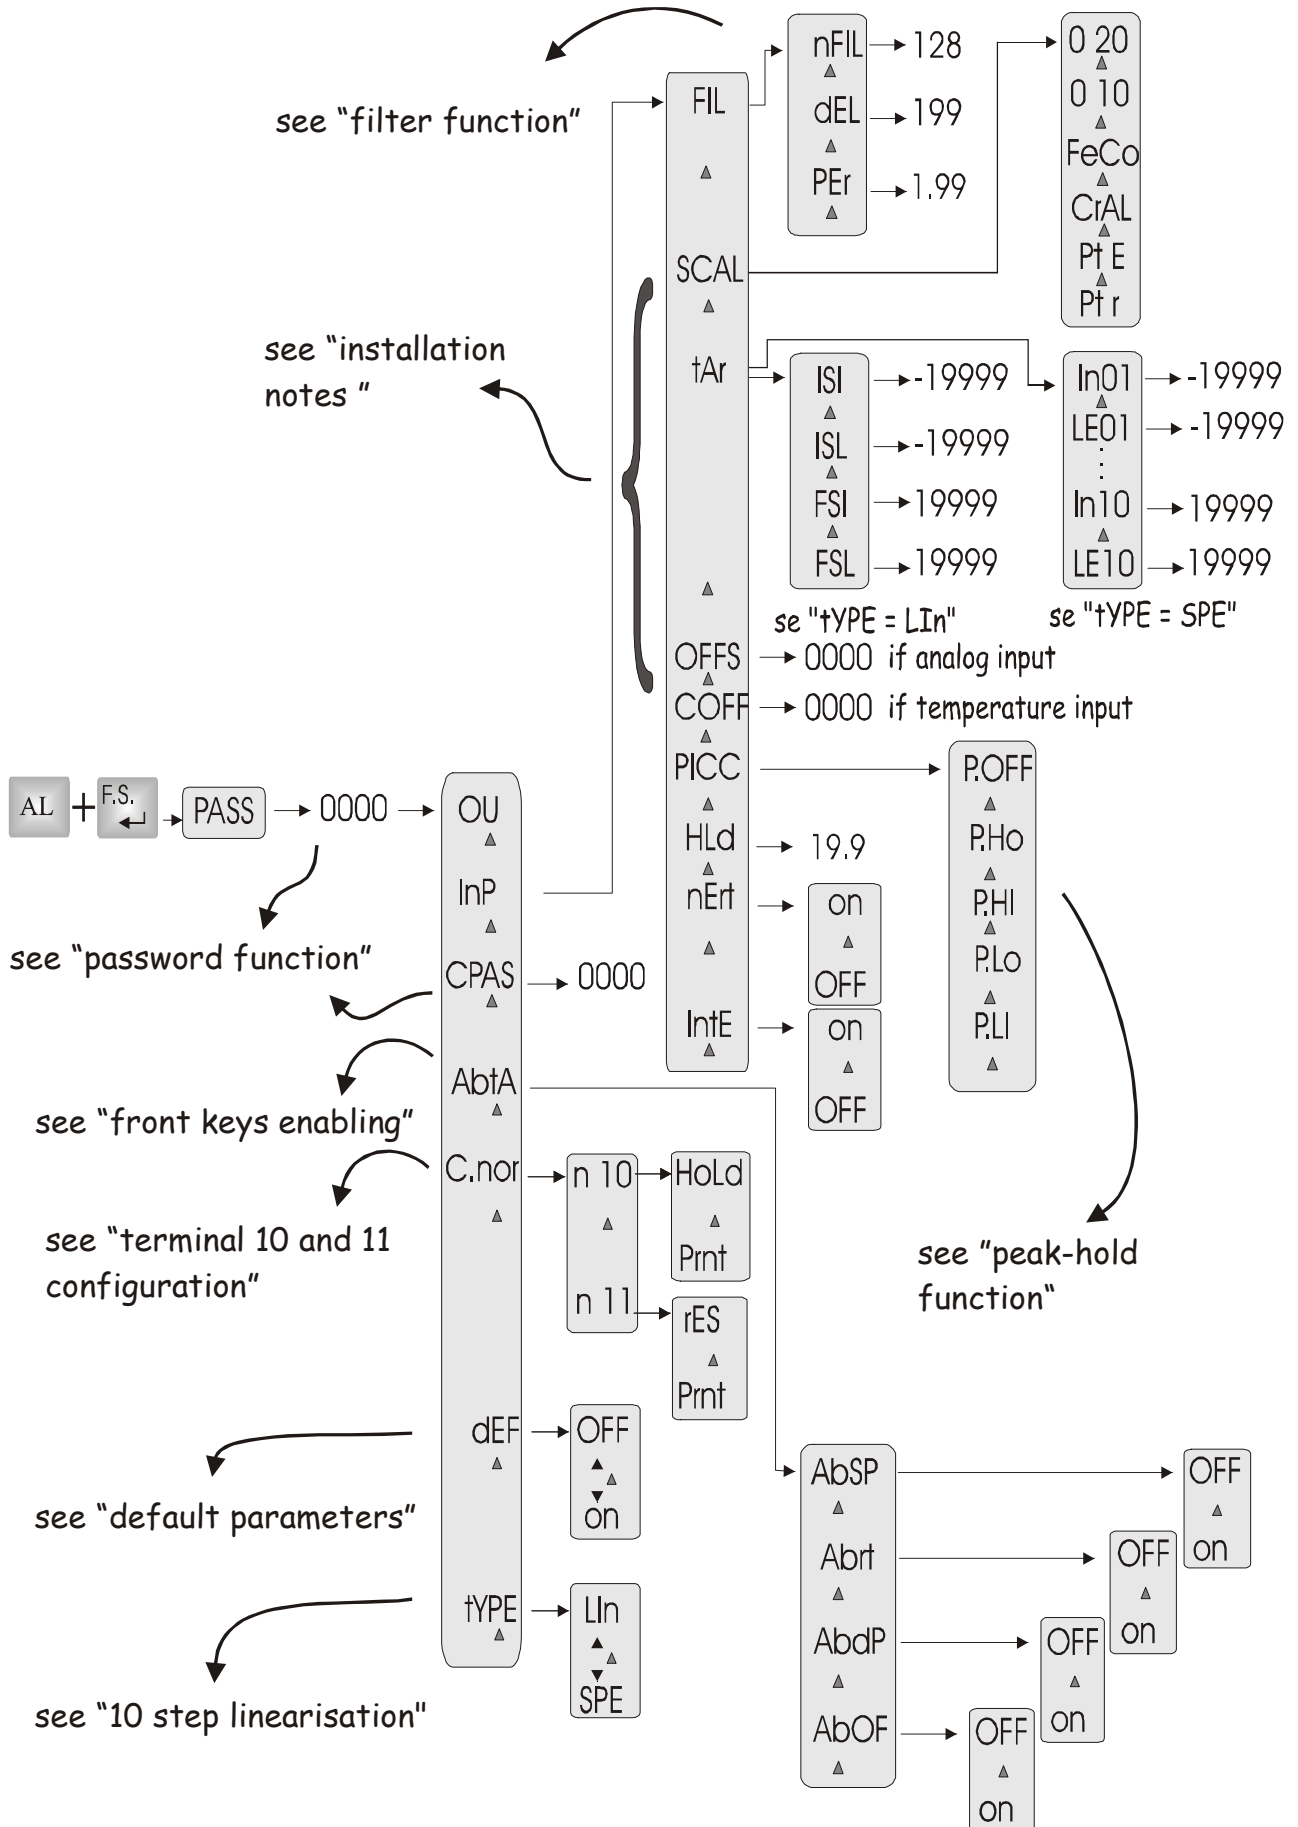 see “filter function”
nFIL 128
dEL 199
PEr 1.99
0 20
0 10
FeCo
CrAL
Pt E
Pt r
FIL
SCAL
tAr
see “installation
notes ”
ISI -19999
ISL -19999
FSI 19999
FSL 19999
se "tYPE = LIn"
In01 -19999
LE01 -19999
In10 19999
LE10 19999
se "tYPE = SPE"
OFFS 0000 if analog input
COFF 0000 if temperature input
PICC
HLd 19.9
nErt
on
OFF
IntE
on
OFF
P.OFF
P.Ho
P.HI
P.Lo
P.LI
see "peak-hold
function“
AL + F.S. PASS 0000
see “password function”
OU
InP
CPAS 0000
AbtA
see “front keys enabling”
C.nor
n 10
n 11
HoLd
Prnt
rES
Prnt
see “terminal 10 and 11
configuration”
dEF
OFF
on
see “default parameters”
tYPE
LIn
SPE
see “10 step linearisation"
AbSP
OFF
on
Abrt
OFF
on
AbdP
OFF
on
AbOF
OFF
on